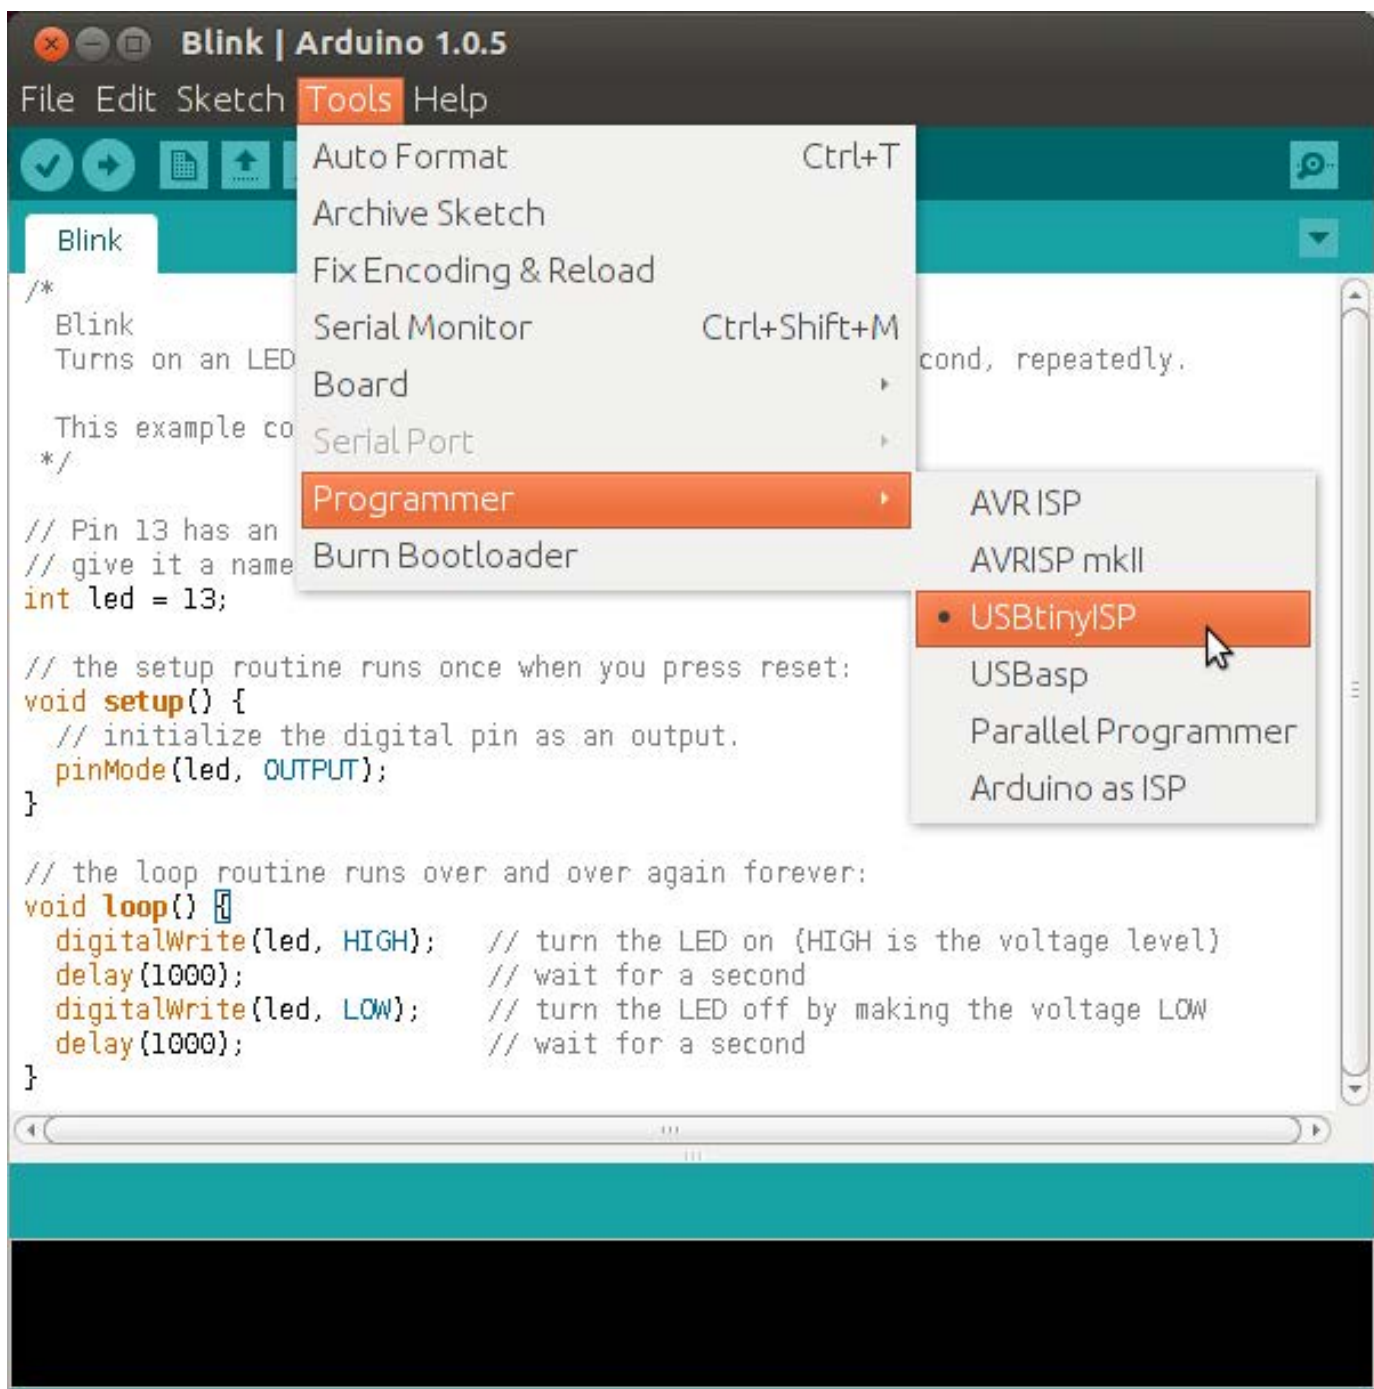 Blink | Arduino 1.0.5
File Edit Sketch Tools Help
Auto Format Ctrl+T
Archive Sketch
Fix Encoding & Reload
Serial Monitor Ctrl+Shift+M
Board
Serial Port
Programmer
Burn Bootloader
AVR ISP
AVRISP mkII
USBtinyISP
USBasp
Parallel Programmer
Arduino as ISP
Blink
/*
Blink
Turns on an LED cond, repeatedly.
This example co
*/
// Pin 13 has an
// give it a name
int led = 13;
// the setup routine runs once when you press reset:
void setup() {
// initialize the digital pin as an output.
pinMode(led, OUTPUT);
}
// the loop routine runs over and over again forever:
void loop() {
digitalWrite(led, HIGH); // turn the LED on (HIGH is the voltage level)
delay(1000); // wait for a second
digitalWrite(led, LOW); // turn the LED off by making the voltage LOW
delay(1000); // wait for a second
}